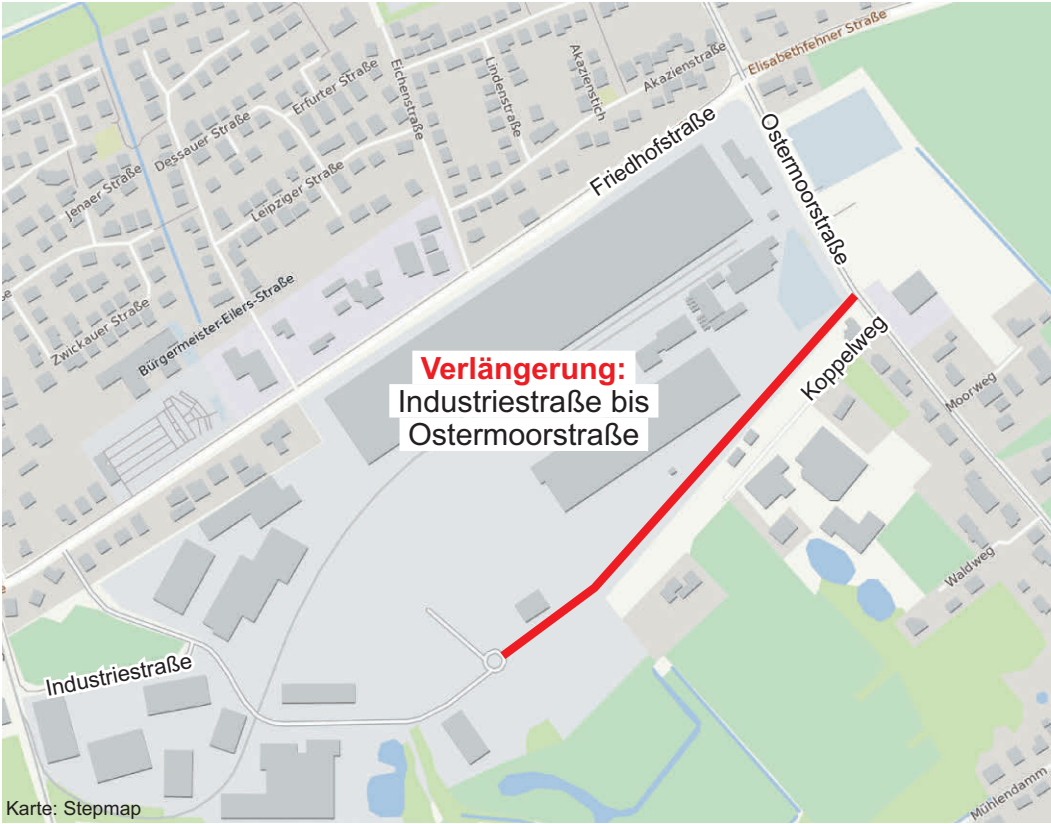 Elisabethfehner Straße
Akazienstraße
Akazienstich
Lindenstraße
Eichenstraße
Erfurter Straße
Dessauer Straße
Leipziger Straße
Jenaer Straße
Zwickauer Straße
Bürgermeister-Eilers-Straße
Friedhofstraße
Ostermoorstraße
Koppelweg
Moorweg
Waldweg
Mühlendamm
Verlängerung:
Industriestraße bis
Ostermoorstraße
Industriestraße
Karte: Stepmap